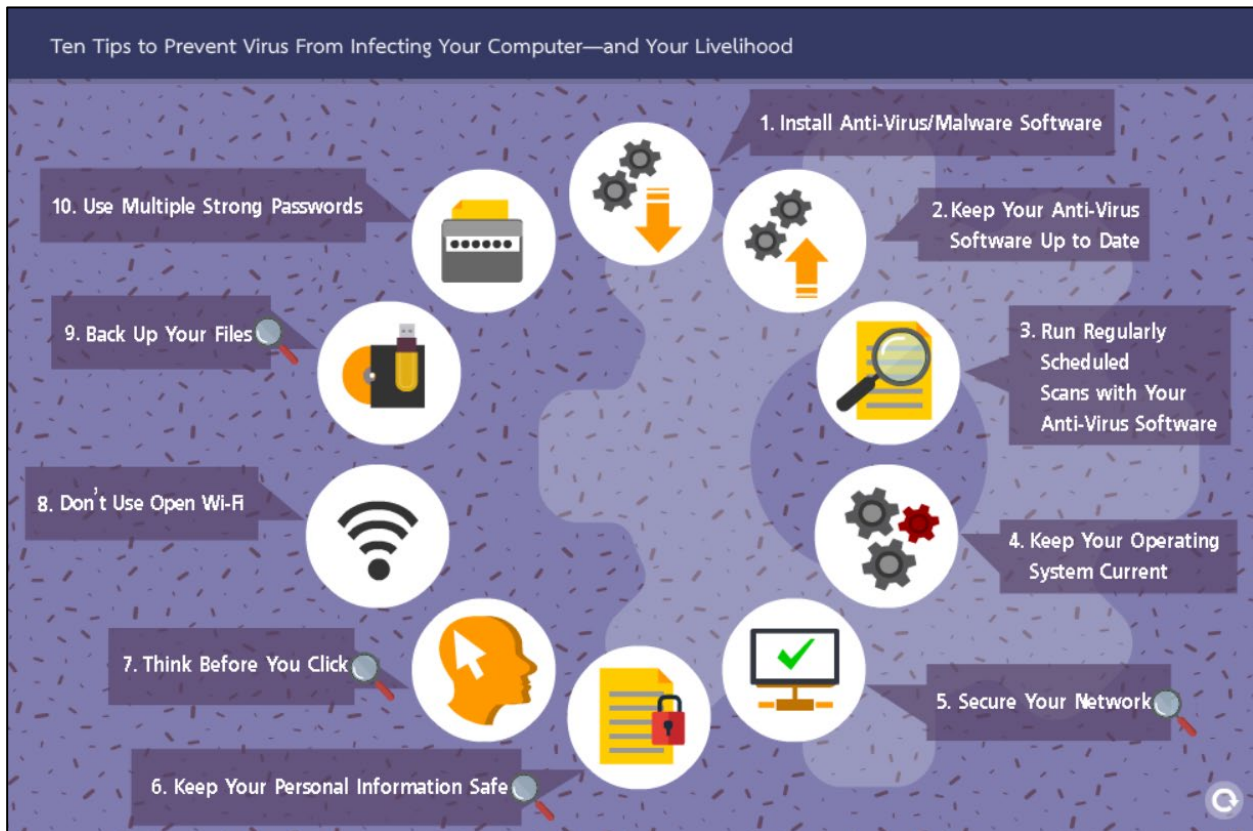 Ten Tips to Prevent Virus From Infecting Your Computer—and Your Livelihood
1. Install Anti-Virus/Malware Software
2. Keep Your Anti-Virus
Software Up to Date
3. Run Regularly
Scheduled
Scans with Your
Anti-Virus Software
4. Keep Your Operating
System Current
5. Secure Your Network
6. Keep Your Personal Information Safe
7. Think Before You Click
8. Don't Use Open Wi-Fi
9. Back Up Your Files
10. Use Multiple Strong Passwords